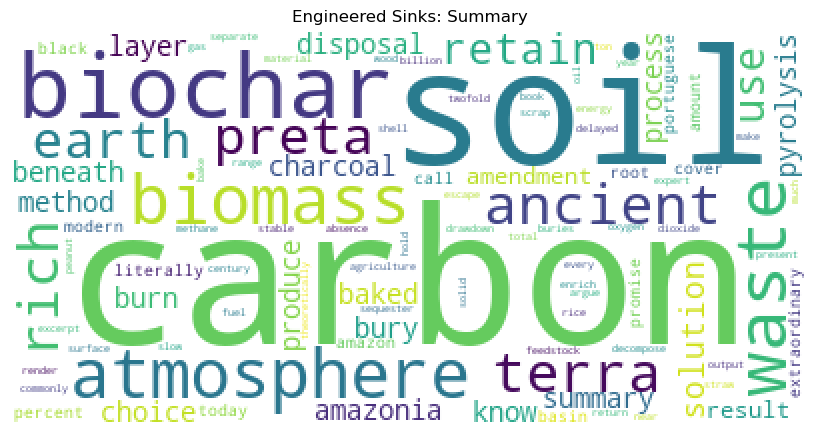 Engineered Sinks: Summary
black
layer
gas
separate
material
wood
billion
disposal
retain
ton
year
oil
process
portuguese
use
pyrolysis
biochar
soil
twofold
book
scrap
energy
amount
shell
delayed
make
earth
preta
beneath
bake
range
charcoal
call
amendment
root
cover
expert
much
method
biomass
escape
ancient
modern
methane
stable
absence
hold
drawdown
buries
total
oxygen
dioxide
Waste
rich
peanut
carbon
literally
century
produce
theoretically
agriculture
solid
every
enrich
argue
present
burn
fuel
baked
sequester
rice
promise
solution
extraordinary
excerpt
bury
amazon
surface
slow
feedstock
decompose
render
commonly
atmosphere
terra
output
straw
summary
percent
choice
today
amazonia
know
basin
return
near
result